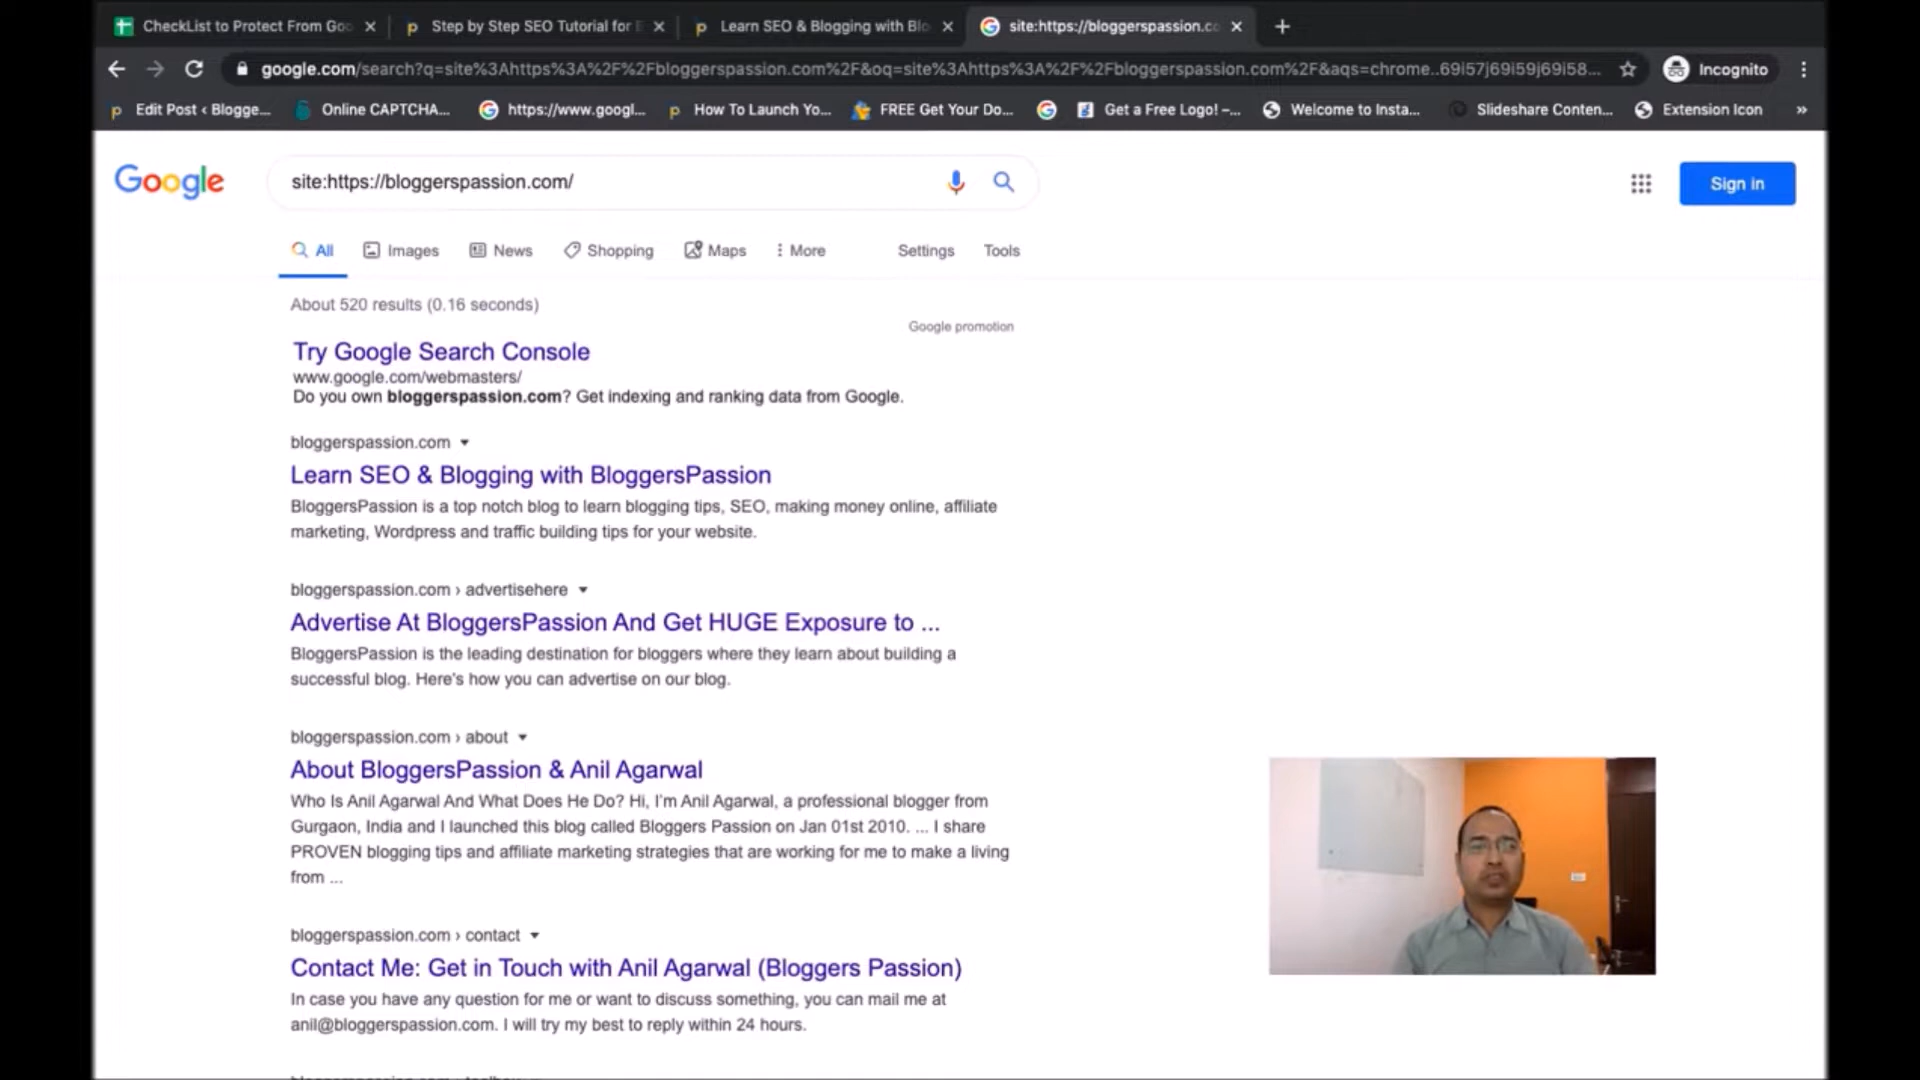 CheckList to Protect From Goo
Step by Step SEO Tutorial for B
Learn SEO & Blogging with Blo
site:https://bloggerspassion.co
google.com/search?q=site%3Ahttps%3A%2F%2Fbloggerspassion.com%2F&oq=site%3Ahttps%3A%2F%2Fbloggerspassion.com%2F&aqs=chrome..69i57j69i59j69i58...
Incognito
Edit Post ‹ Blogge...
Online CAPTCHA...
https://www.googl...
How To Launch Yo...
FREE Get Your Do...
Get a Free Logo! –...
Welcome to Insta...
Slideshare Conten...
Extension Icon
»
Google
site:https://bloggerspassion.com/
Sign in
All
Images
News
Shopping
Maps
More
Settings
Tools
About 520 results (0.16 seconds)
Google promotion
Try Google Search Console
www.google.com/webmasters/
Do you own bloggerspassion.com? Get indexing and ranking data from Google.
bloggerspassion.com
Learn SEO & Blogging with BloggersPassion
BloggersPassion is a top notch blog to learn blogging tips, SEO, making money online, affiliate
marketing, Wordpress and traffic building tips for your website.
bloggerspassion.com › advertisehere
Advertise At BloggersPassion And Get HUGE Exposure to ...
BloggersPassion is the leading destination for bloggers where they learn about building a
successful blog. Here's how you can advertise on our blog.
bloggerspassion.com › about
About BloggersPassion & Anil Agarwal
Who Is Anil Agarwal And What Does He Do? Hi, I'm Anil Agarwal, a professional blogger from
Gurgaon, India and I launched this blog called Bloggers Passion on Jan 01st 2010. ... I share
PROVEN blogging tips and affiliate marketing strategies that are working for me to make a living
from ...
bloggerspassion.com › contact
Contact Me: Get in Touch with Anil Agarwal (Bloggers Passion)
In case you have any question for me or want to discuss something, you can mail me at
anil@bloggerspassion.com. I will try my best to reply within 24 hours.